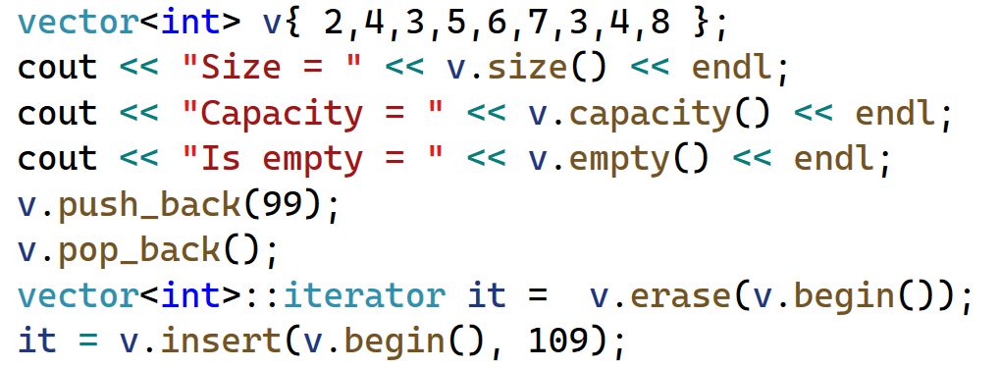 vector<int> v{ 2,4,3,5,6,7,3,4,8 };
cout << "Size = " << v.size() << endl;
cout << "Capacity = " << v.capacity() << endl;
cout << "Is empty = " << v.empty() << endl;
v.push_back(99);
v.pop_back();
vector<int>::iterator it =  v.erase(v.begin());
it = v.insert(v.begin(), 109);